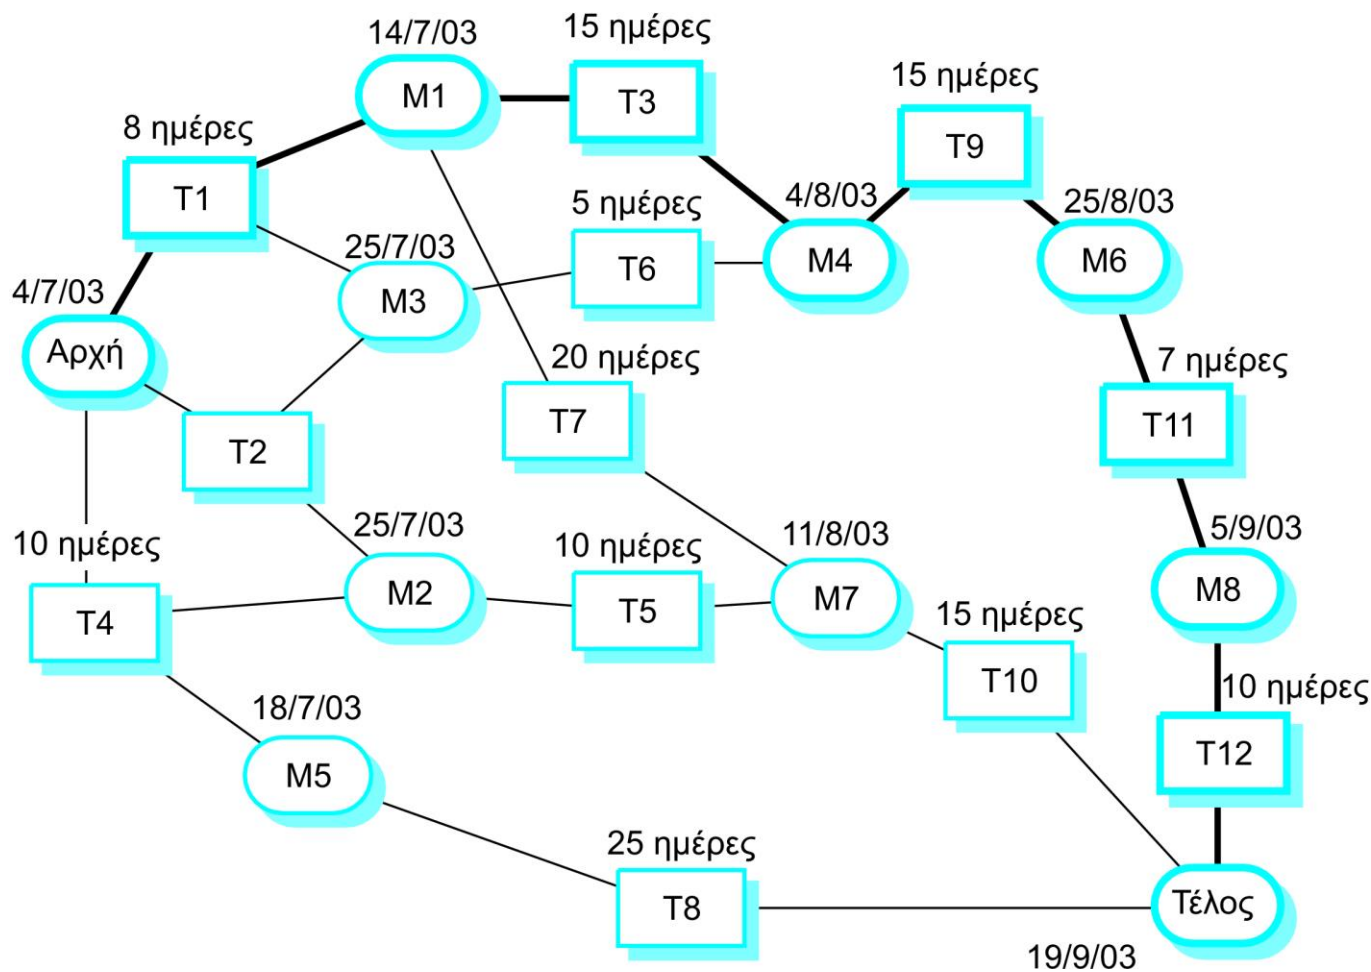 15 ημέρες
14/7/03
15 ημέρες
M1
T3
8 ημέρες
T9
T1
5 ημέρες
4/8/03
25/8/03
25/7/03
T6
M4
M6
4/7/03
M3
Αρχή
20 ημέρες
7 ημέρες
T7
T11
T2
25/7/03
5/9/03
10 ημέρες
10 ημέρες
11/8/03
M2
M8
T4
T5
M7
15 ημέρες
T10
10 ημέρες
18/7/03
T12
M5
25 ημέρες
T8
Τέλος
19/9/03